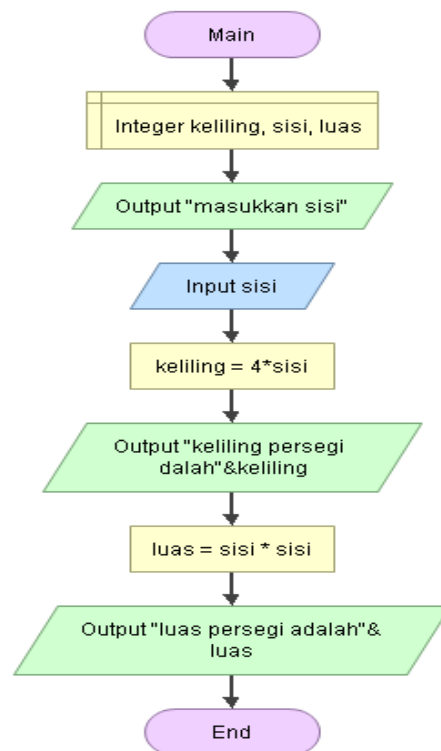 Main
Integer keliling, sisi, luas
Output "masukkan sisi"
Input sisi
keliling = 4*sisi
Output "keliling persegi
dalah"&keliling
luas = sisi * sisi
Output "luas persegi adalah"&
luas
End